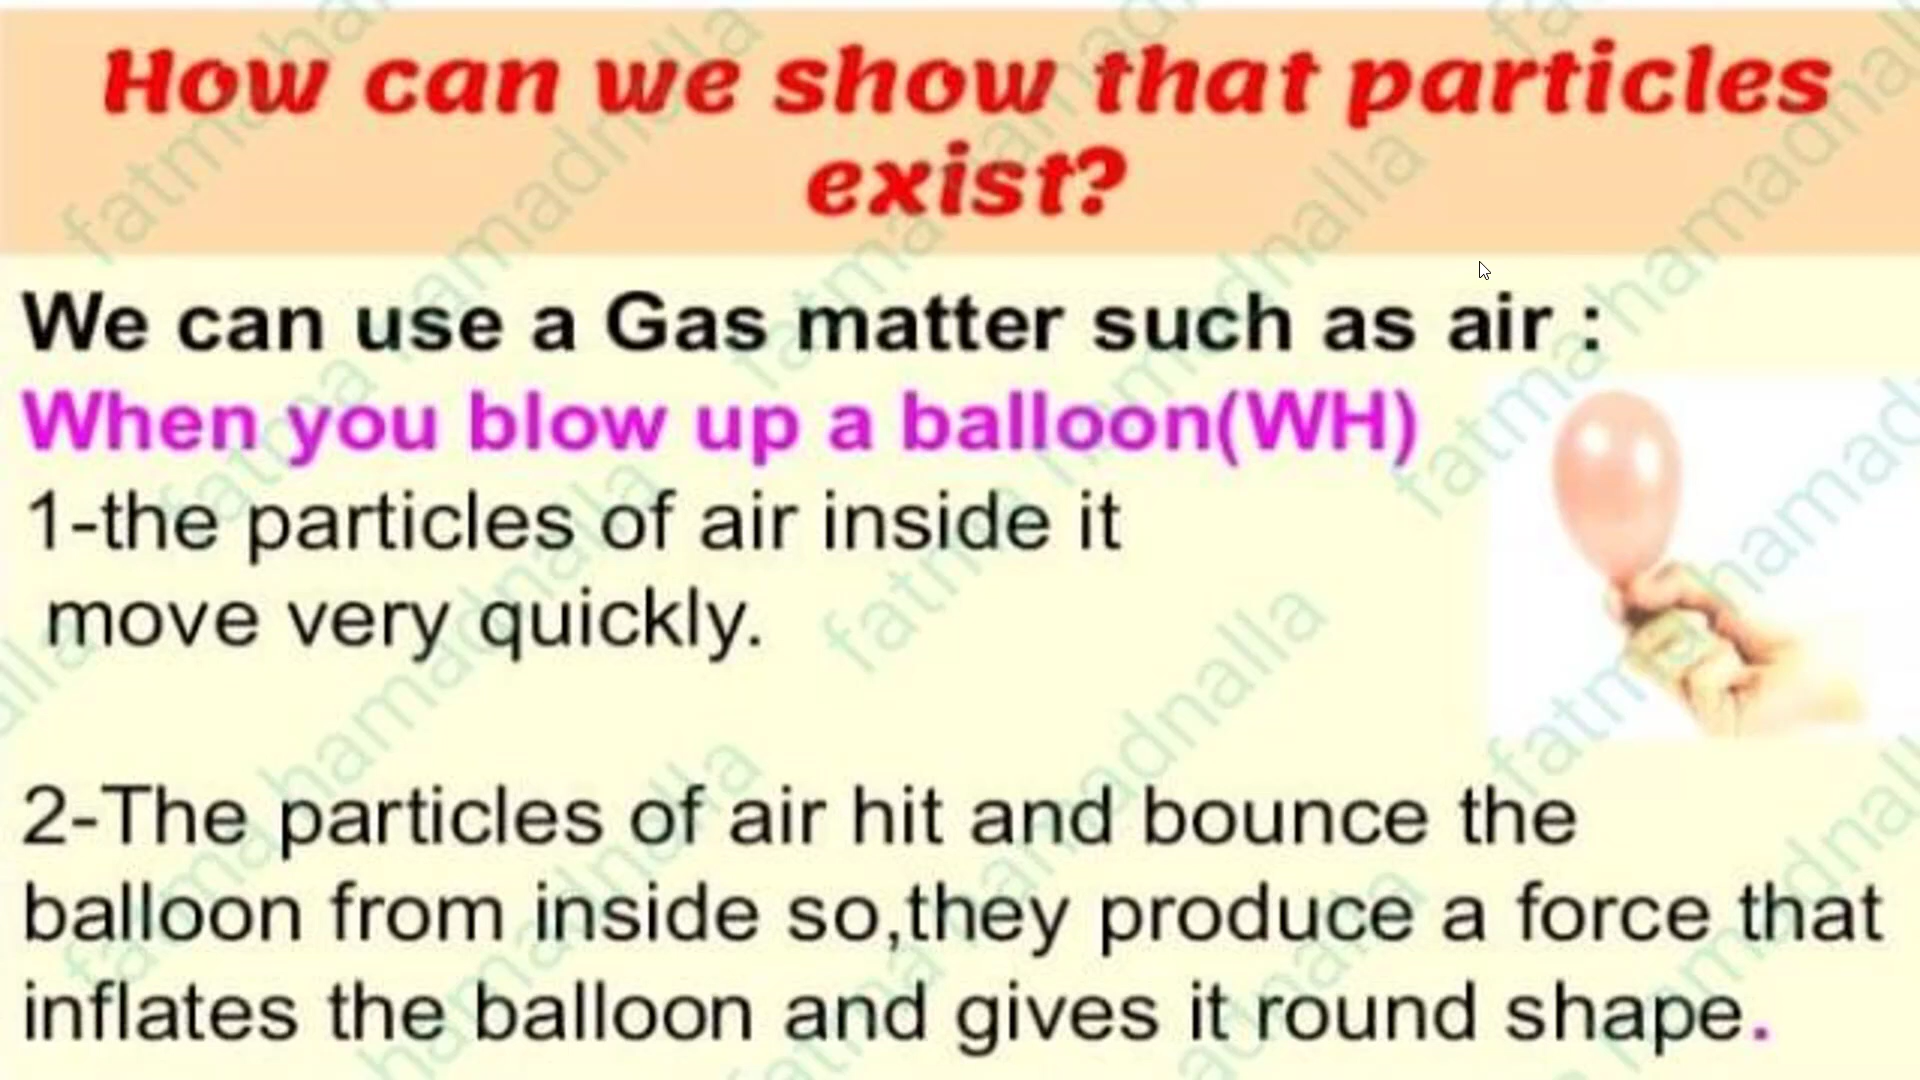 How can we show that particles
exist?
We can use a Gas matter such as air :
When you blow up a balloon(WH)
1-the particles of air inside it
move very quickly.
2-The particles of air hit and bounce the
balloon from inside so,they produce a force that
inflates the balloon and gives it round shape.
fatma hamadnalla